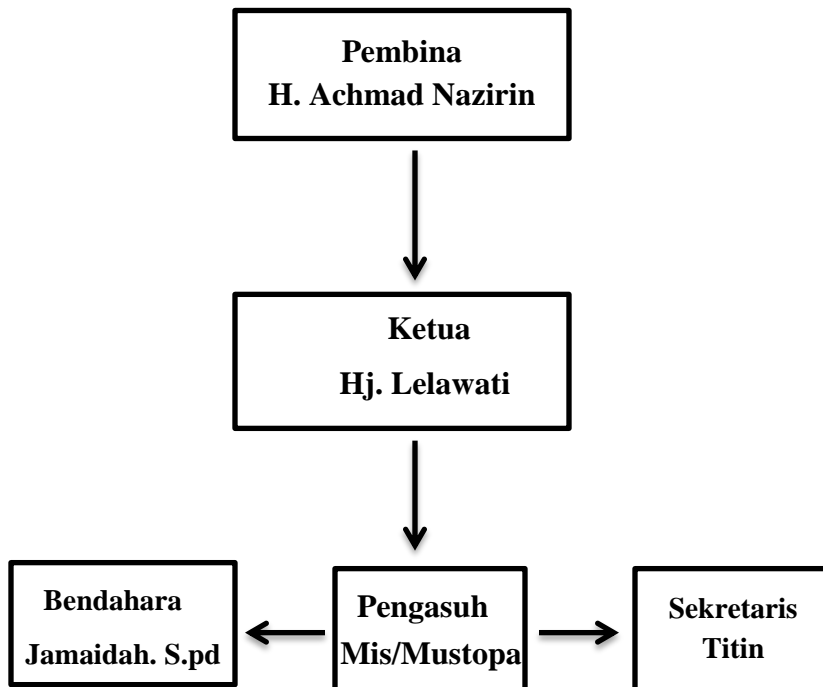 Pembina
H. Achmad Nazirin
Ketua
Hj. Lelawati
Bendahara
Jamaidah. S.pd
Pengasuh
Mis/Mustopa
Sekretaris
Titin